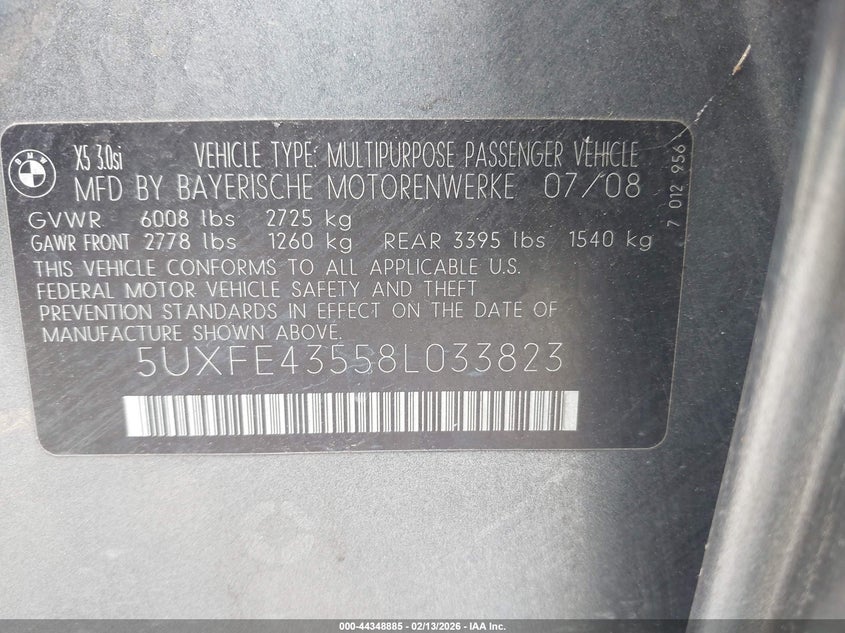 BMW
X5 3.0si
VEHICLE TYPE: MULTIPURPOSE PASSENGER VEHICLE
MFD BY BAYERISCHE MOTORENWERKE 07/08
GVWR 6008 lbs 2725 kg
GAWR FRONT 2778 lbs 1260 kg REAR 3395 lbs 1540 kg
THIS VEHICLE CONFORMS TO ALL APPLICABLE U.S.
FEDERAL MOTOR VEHICLE SAFETY AND THEFT
PREVENTION STANDARDS IN EFFECT ON THE DATE OF
MANUFACTURE SHOWN ABOVE.
5UXFE43558L033823
7 012 956
000-44348885 - 02/13/2026 - IAA Inc.